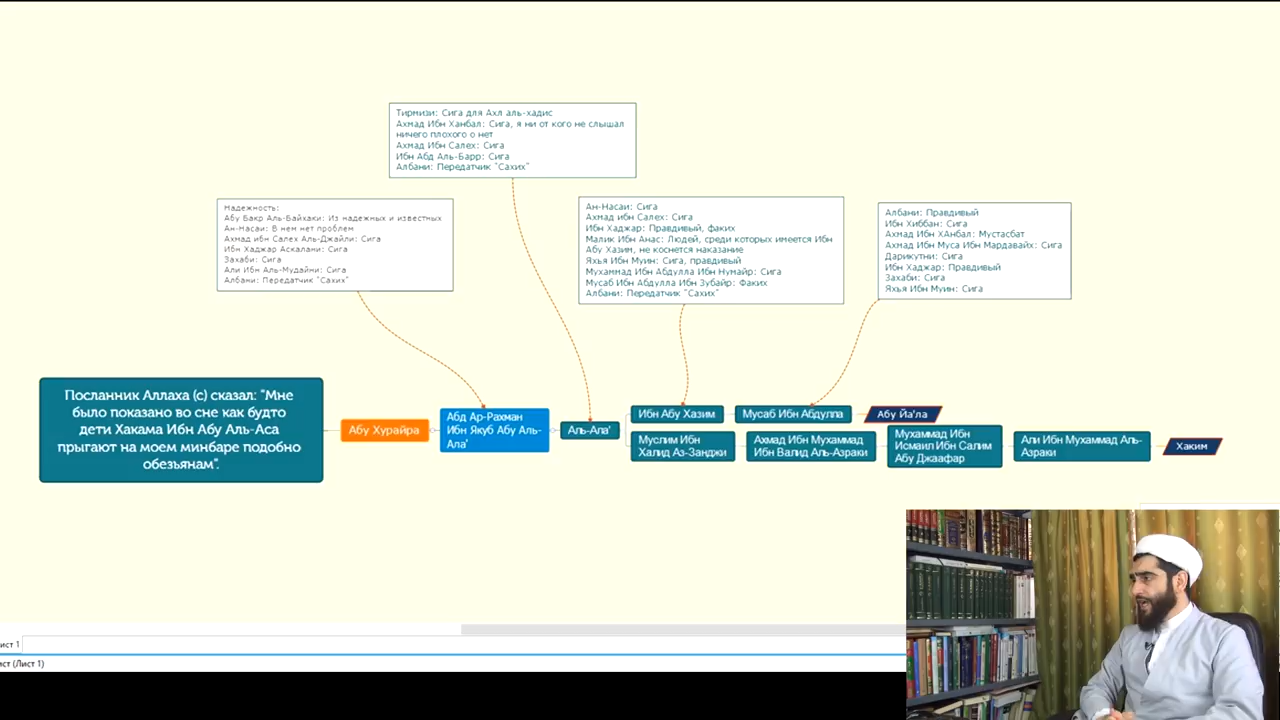 Тирмизи: Сига для Ахл аль-хадис
Ахмад Ибн Ханбал: Сига, я ни от кого не слышал
ничего плохого о нет
Ахмад Ибн Салех: Сига
Ибн Абд Аль-Барр: Сига
Албани: Передатчик "Сахих"
Надежность:
Абу Бакр Аль-Байхаки: Из надежных и известных
Ан-Насаи: В нем нет проблем
Ахмад ибн Салех Аль-Джайли: Сига
Ибн Хаджар Аскалани: Сига
Захаби: Сига
Али Ибн Аль-Мудайни: Сига
Албани: Передатчик "Сахих"
Ан-Насаи: Сига
Ахмад ибн Салех: Сига
Ибн Хаджар: Правдивый, факих
Малик Ибн Анас: Людей, среди которых имеется Ибн
Абу Хазим, не коснется наказание
Яхья Ибн Муин: Сига, правдивый
Мухаммад Ибн Абдулла Ибн Нумайр: Сига
Мусаб Ибн Абдулла Ибн Зубайр: Факих
Албани: Передатчик "Сахих"
Албани: Правдивый
Ибн Хиббан: Сига
Ахмад Ибн ХАнбал: Мустасбат
Ахмад Ибн Муса Ибн Мардавайх: Сига
Дарикутни: Сига
Ибн Хаджар: Правдивый
Захаби: Сига
Яхья Ибн Муин: Сига
Посланник Аллаха (с) сказал: "Мне
было показано во сне как будто
дети Хакама Ибн Абу Аль-Аса
прыгают на моем минбаре подобно
обезьянам".
Абу Хурайра
Абд Ар-Рахман
Ибн Якуб Абу Аль-
Ала'
Аль-Ала'
Ибн Абу Хазим
Мусаб Ибн Абдулла
Абу Йа'ла
Муслим Ибн
Халид Аз-Занджи
Ахмад Ибн Мухаммад
Ибн Валид Аль-Азраки
Мухаммад Ибн
Исмаил Ибн Салим
Абу Джаафар
Али Ибн Мухаммад Аль-
Азраки
Хаким
ист 1
ст (Лист 1)